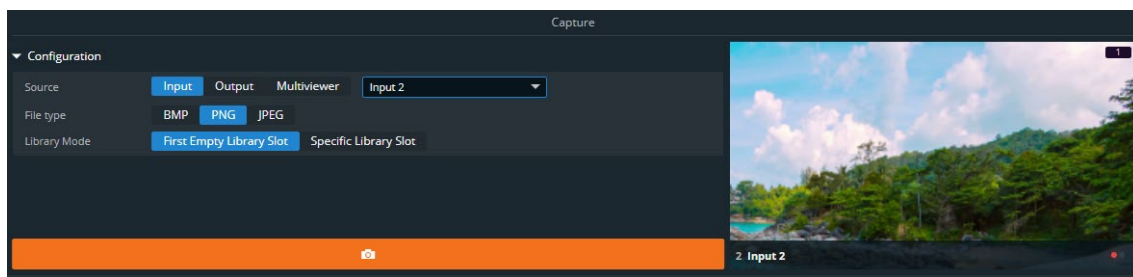 Capture
Configuration
Source Input Output Multiviewer Input 2
File type BMP PNG JPEG
Library Mode First Empty Library Slot Specific Library Slot
1
2 Input 2